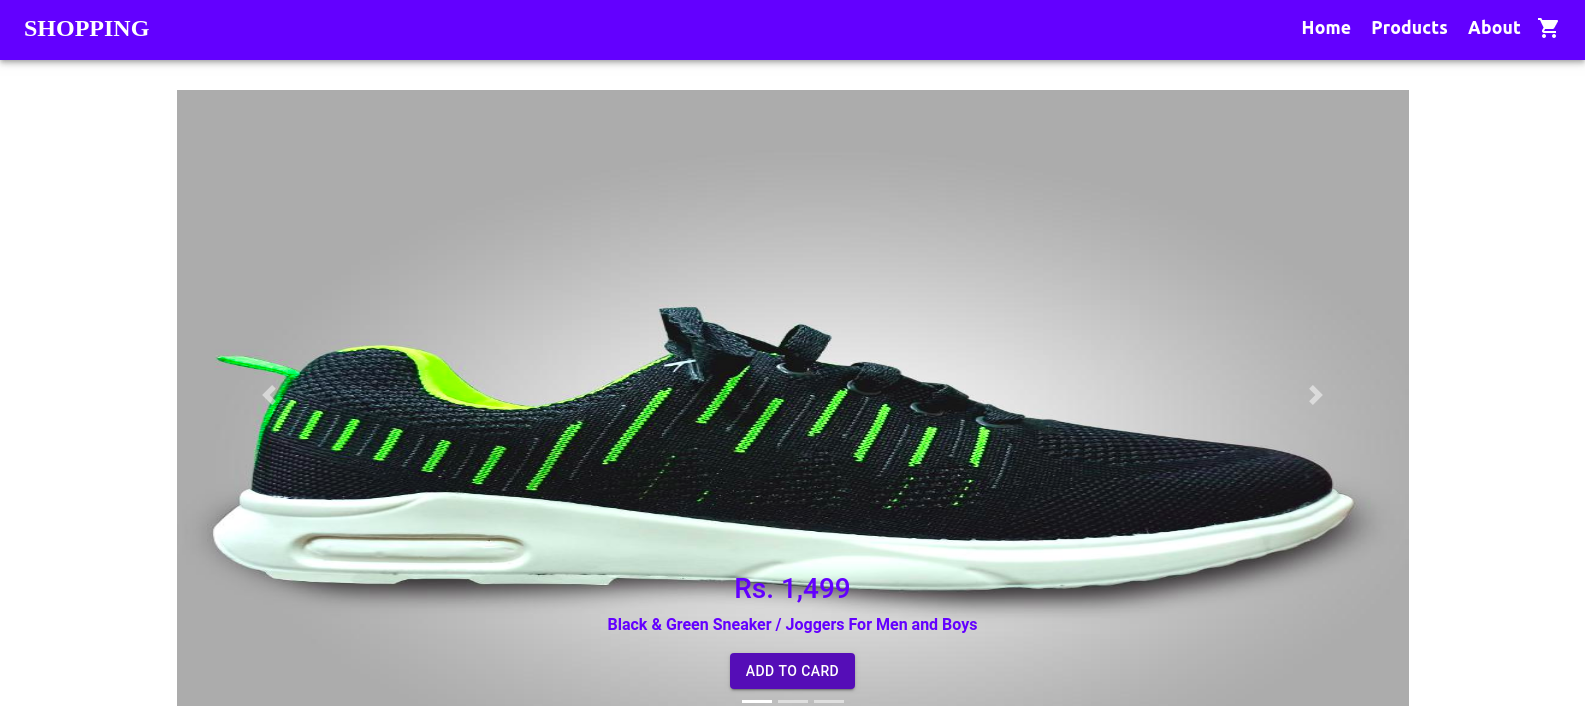 SHOPPING
Home Products About
Rs. 1,499
Black & Green Sneaker / Joggers For Men and Boys
ADD TO CARD